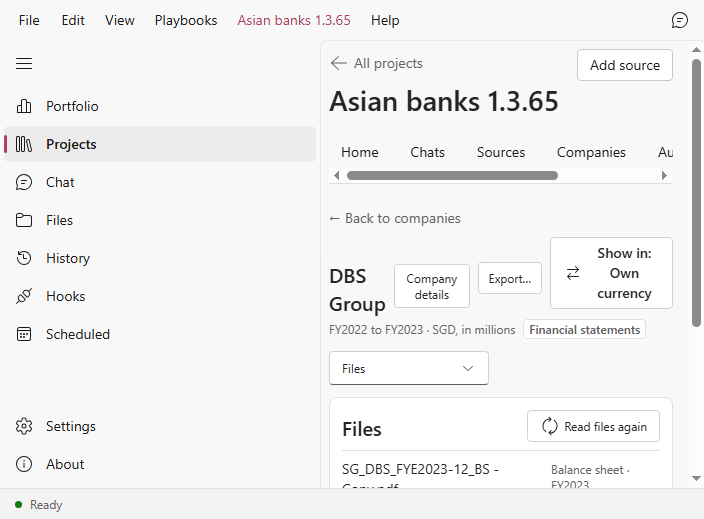 File Edit View Playbooks Asian banks 1.3.65 Help
Portfolio
Projects
Chat
Files
History
Hooks
Scheduled
Settings
About
Ready
← All projects
Add source
Asian banks 1.3.65
Home Chats Sources Companies Au
← Back to companies
DBS
Group
Company
details
Export...
Show in:
Own
currency
FY2022 to FY2023 · SGD, in millions Financial statements
Files
Files
Read files again
SG_DBS_FYE2023-12_BS -
Copy.pdf
Balance sheet ·
FY2023